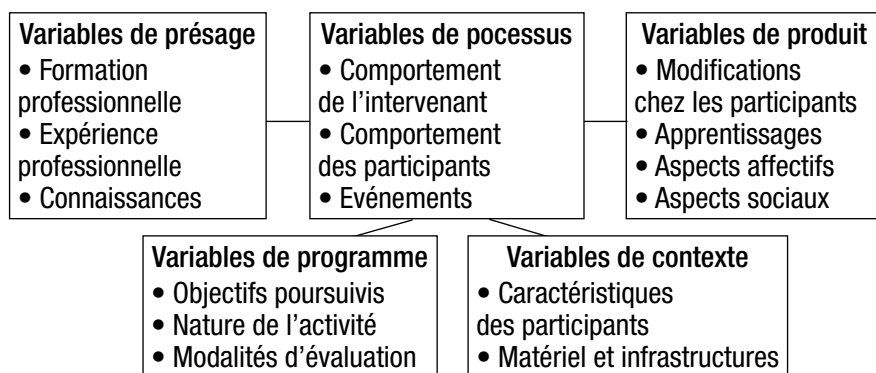 Variables de présage
• Formation
professionnelle
• Expérience
professionnelle
• Connaissances
Variables de pocessus
• Comportement
de l’intervenant
• Comportement
des participants
• Evénements
Variables de produit
• Modifications
chez les participants
• Apprentissages
• Aspects affectifs
• Aspects sociaux
Variables de programme
• Objectifs poursuivis
• Nature de l’activité
• Modalités d’évaluation
Variables de contexte
• Caractéristiques
des participants
• Matériel et infrastructures